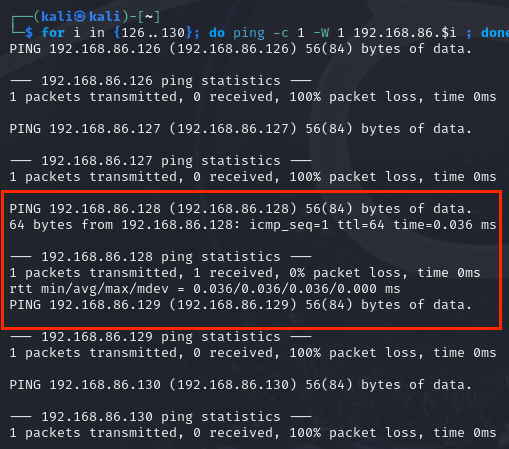 ┌──(kali㉿kali)-[~]
└─$ for i in {126..130}; do ping -c 1 -W 1 192.168.86.$i ; done
PING 192.168.86.126 (192.168.86.126) 56(84) bytes of data.
── 192.168.86.126 ping statistics ──
1 packets transmitted, 0 received, 100% packet loss, time 0ms
PING 192.168.86.127 (192.168.86.127) 56(84) bytes of data.
── 192.168.86.127 ping statistics ──
1 packets transmitted, 0 received, 100% packet loss, time 0ms
PING 192.168.86.128 (192.168.86.128) 56(84) bytes of data.
64 bytes from 192.168.86.128: icmp_seq=1 ttl=64 time=0.036 ms
── 192.168.86.128 ping statistics ──
1 packets transmitted, 1 received, 0% packet loss, time 0ms
rtt min/avg/max/mdev = 0.036/0.036/0.036/0.000 ms
PING 192.168.86.129 (192.168.86.129) 56(84) bytes of data.
── 192.168.86.129 ping statistics ──
1 packets transmitted, 0 received, 100% packet loss, time 0ms
PING 192.168.86.130 (192.168.86.130) 56(84) bytes of data.
── 192.168.86.130 ping statistics ──
1 packets transmitted, 0 received, 100% packet loss, time 0ms